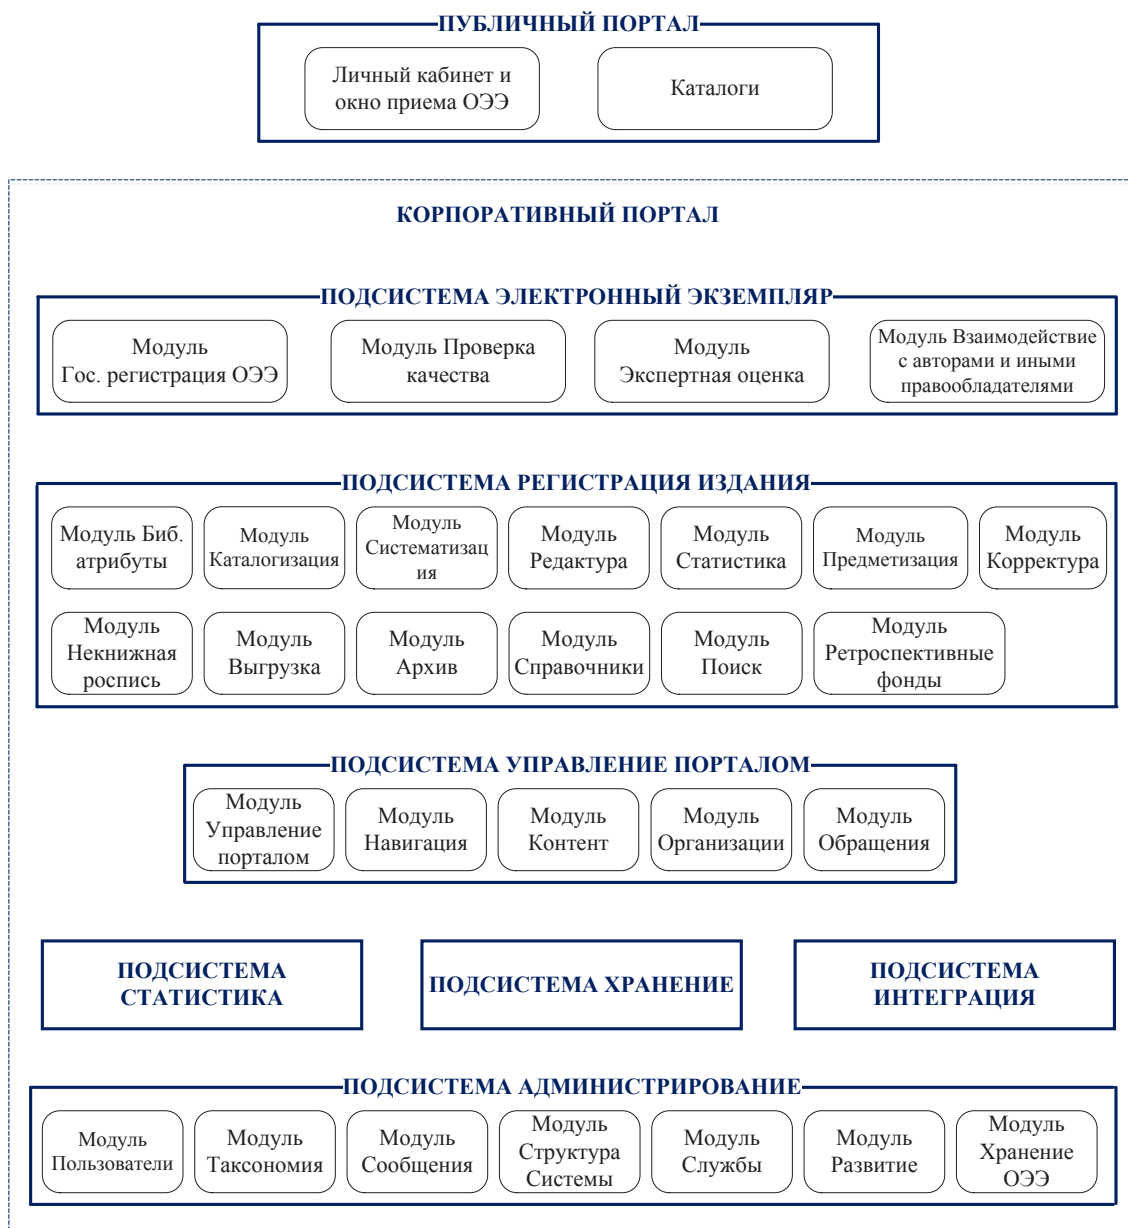 ПУБЛИЧНЫЙ ПОРТАЛ
Личный кабинет и
окно приема ОЭЭ
Каталоги
КОРПОРАТИВНЫЙ ПОРТАЛ
ПОДСИСТЕМА ЭЛЕКТРОННЫЙ ЭКЗЕМПЛЯР
Модуль
Гос. регистрация ОЭЭ
Модуль Проверка
качества
Модуль
Экспертная оценка
Модуль Взаимодействие
с авторами и иными
правообладателями
ПОДСИСТЕМА РЕГИСТРАЦИЯ ИЗДАНИЯ
Модуль Биб.
атрибуты
Модуль
Каталогизация
Модуль
Систематизац
ия
Модуль
Редактура
Модуль
Статистика
Модуль
Предметизация
Модуль
Корректура
Модуль
Некнижная
роспись
Модуль
Выгрузка
Модуль
Архив
Модуль
Справочники
Модуль
Поиск
Модуль
Ретроспективные
фонды
ПОДСИСТЕМА УПРАВЛЕНИЕ ПОРТАЛОМ
Модуль
Управление
порталом
Модуль
Навигация
Модуль
Контент
Модуль
Организации
Модуль
Обращения
ПОДСИСТЕМА
СТАТИСТИКА
ПОДСИСТЕМА ХРАНЕНИЕ
ПОДСИСТЕМА
ИНТЕГРАЦИЯ
ПОДСИСТЕМА АДМИНИСТРИРОВАНИЕ
Модуль
Пользователи
Модуль
Таксономия
Модуль
Сообщения
Модуль
Структура
Системы
Модуль
Службы
Модуль
Развитие
Модуль
Хранение
ОЭЭ